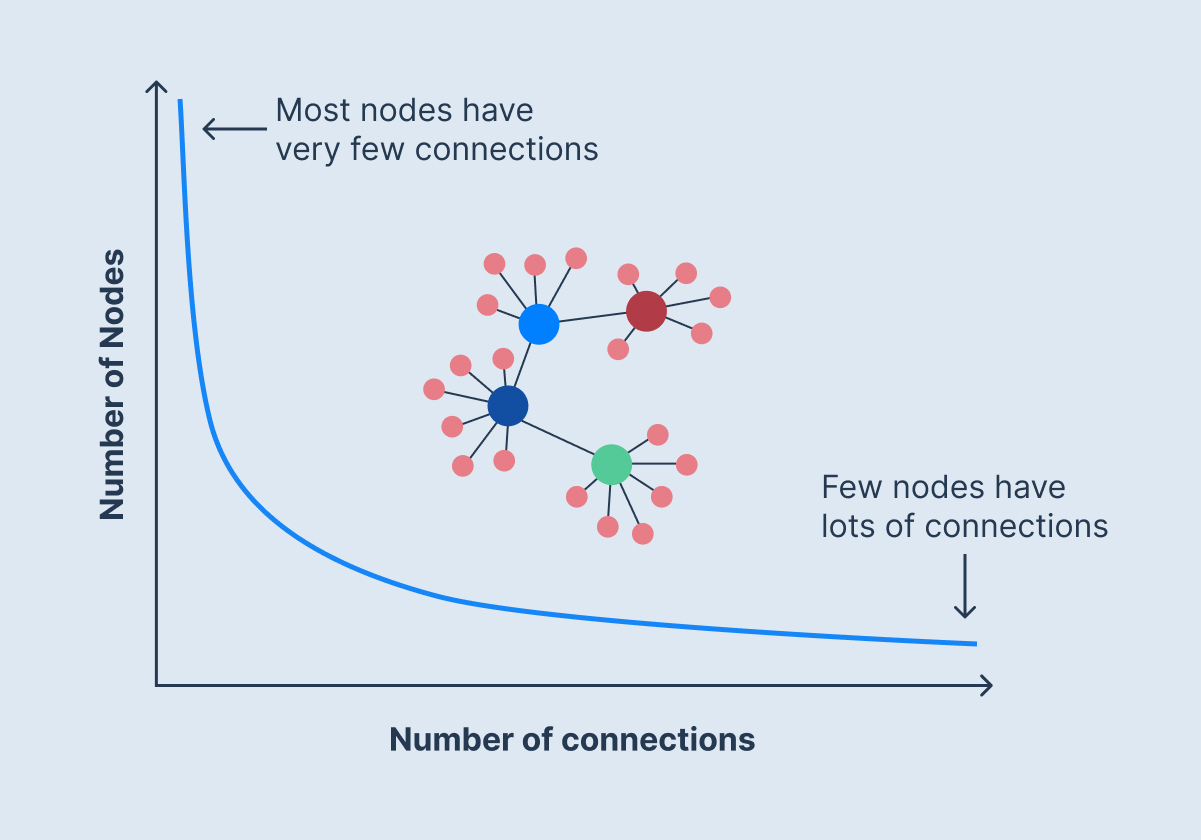 Most nodes have
very few connections
Number of Nodes
Few nodes have
lots of connections
Number of connections